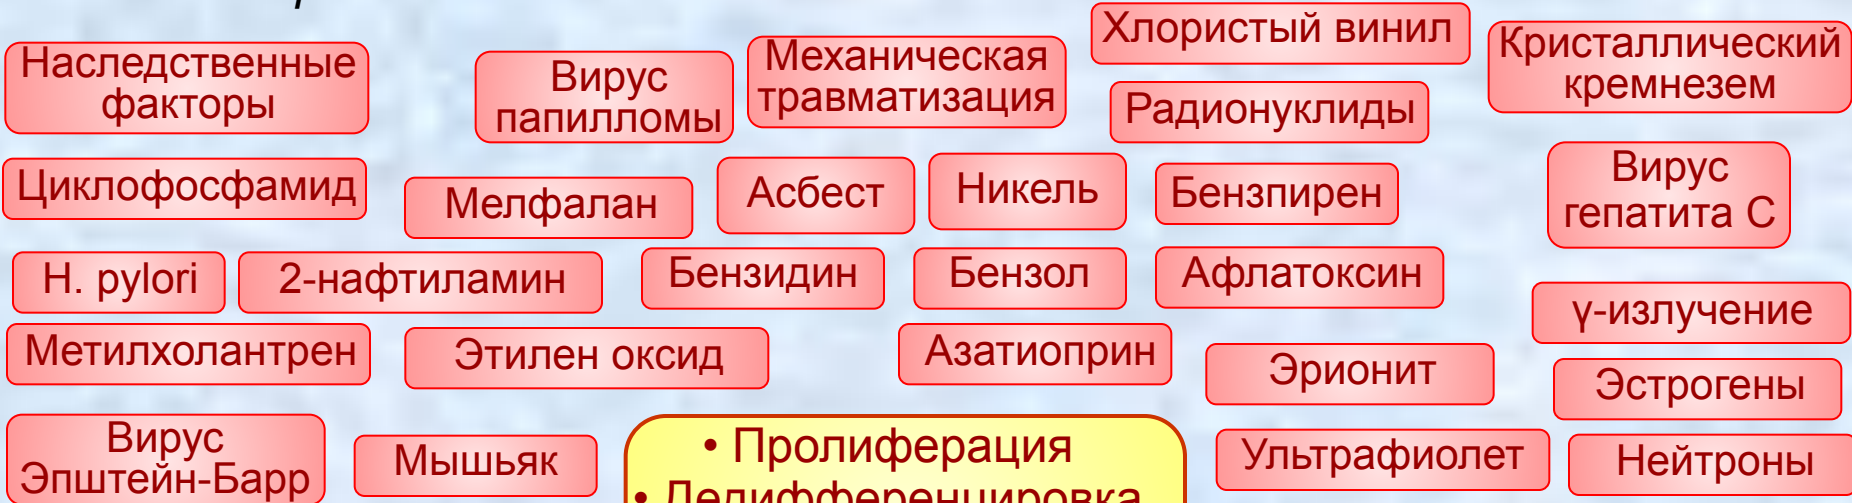 Хлористый винил
Наследственные
факторы
Вирус
папилломы
Механическая
травматизация
Кристаллический
кремнезем
Радионуклиды
Циклофосфамид
Мелфалан
Асбест
Никель
Бензпирен
Вирус
гепатита С
H. pylori
2-нафтиламин
Бензидин
Бензол
Афлатоксин
γ-излучение
Метилхолантрен
Этилен оксид
Азатиоприн
Эрионит
Эстрогены
Вирус
Эпштейн-Барр
Мышьяк
• Пролиферация
• Дедифференцировка
Ультрафиолет
Нейтроны